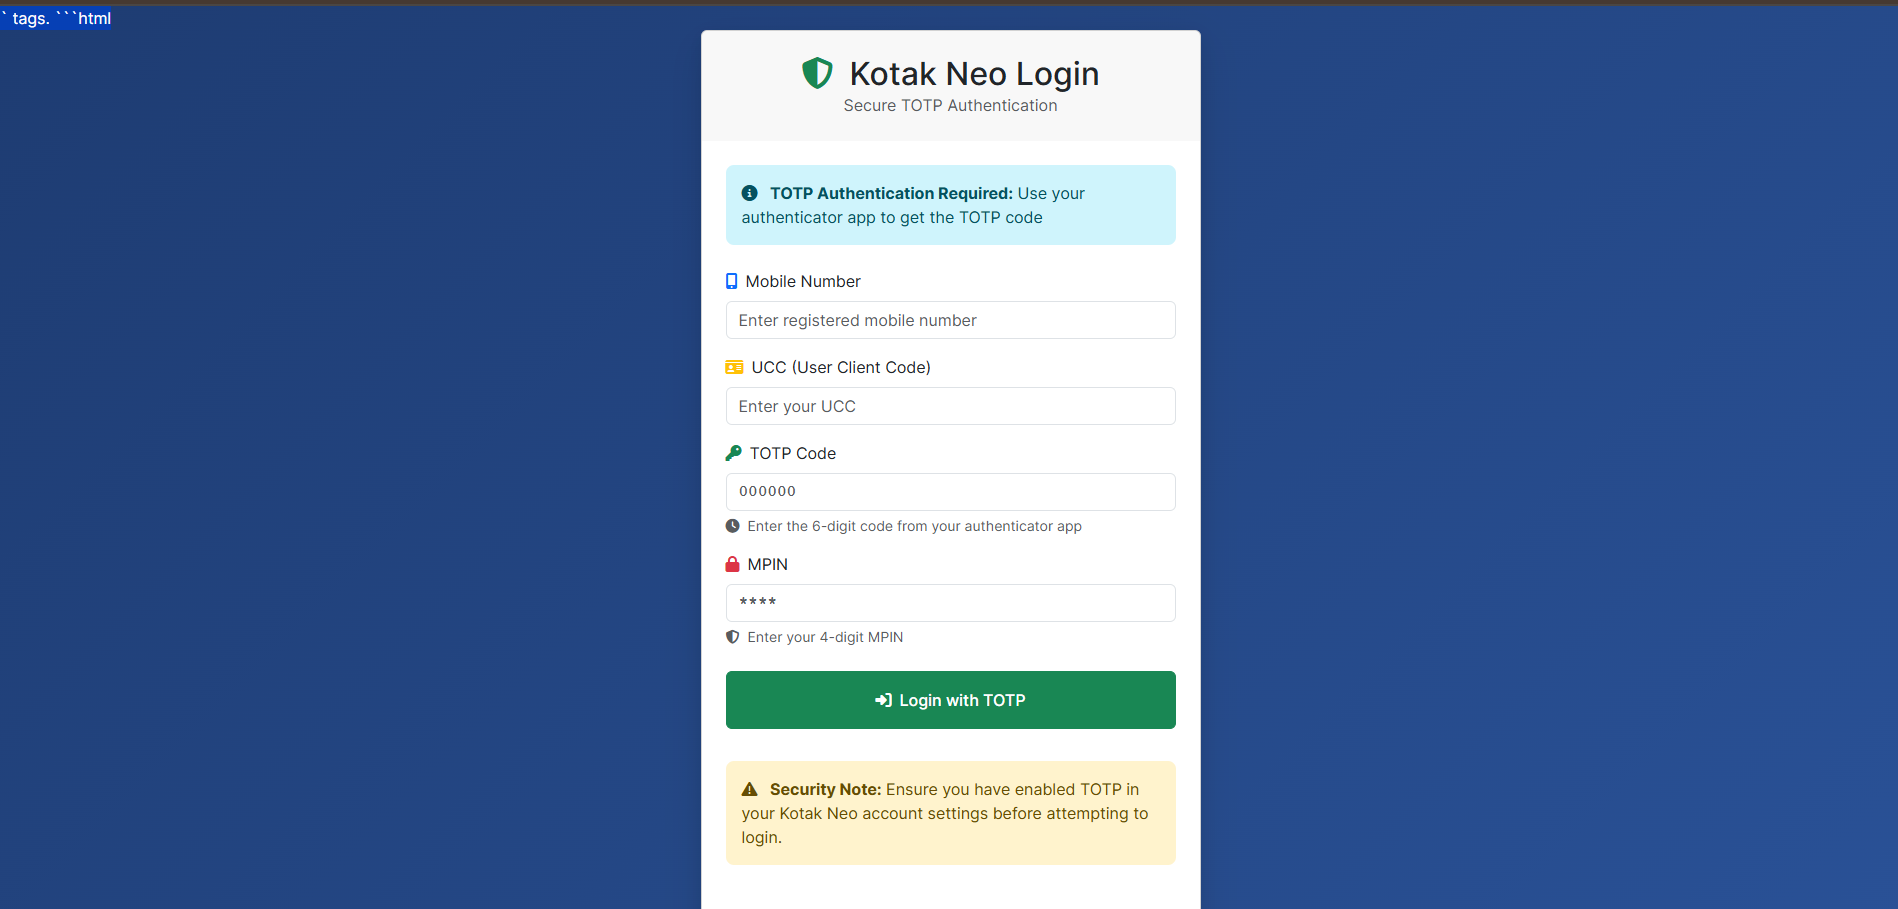 ` tags. ```html
Kotak Neo Login
Secure TOTP Authentication
TOTP Authentication Required: Use your
authenticator app to get the TOTP code
Mobile Number
Enter registered mobile number
UCC (User Client Code)
Enter your UCC
TOTP Code
000000
Enter the 6-digit code from your authenticator app
MPIN
****
Enter your 4-digit MPIN
Login with TOTP
Security Note: Ensure you have enabled TOTP in
your Kotak Neo account settings before attempting to
login.